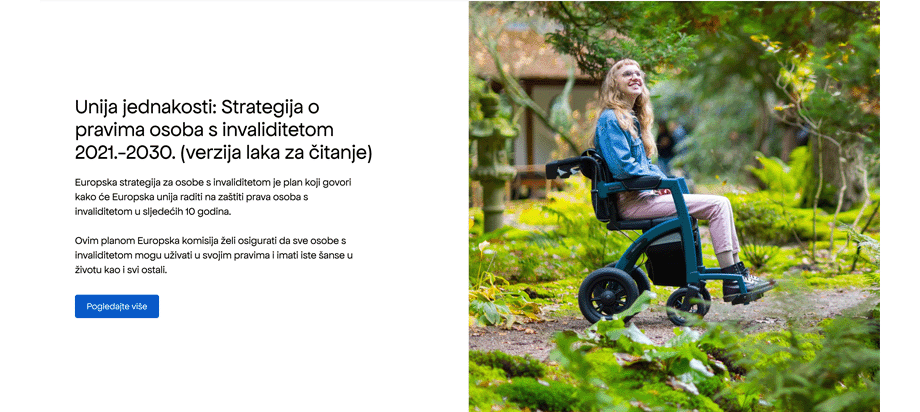 Unija jednakosti: Strategija o
pravima osoba s invaliditetom
2021.-2030. (verzija laka za čitanje)
Europska strategija za osobe s invaliditetom je plan koji govori
kako će Europska unija raditi na zaštiti prava osoba s
invaliditetom u sljedećih 10 godina.
Ovim planom Europska komisija želi osigurati da sve osobe s
invaliditetom mogu uživati u svojim pravima i imati iste šanse u
životu kao i svi ostali.
Pogledajte više